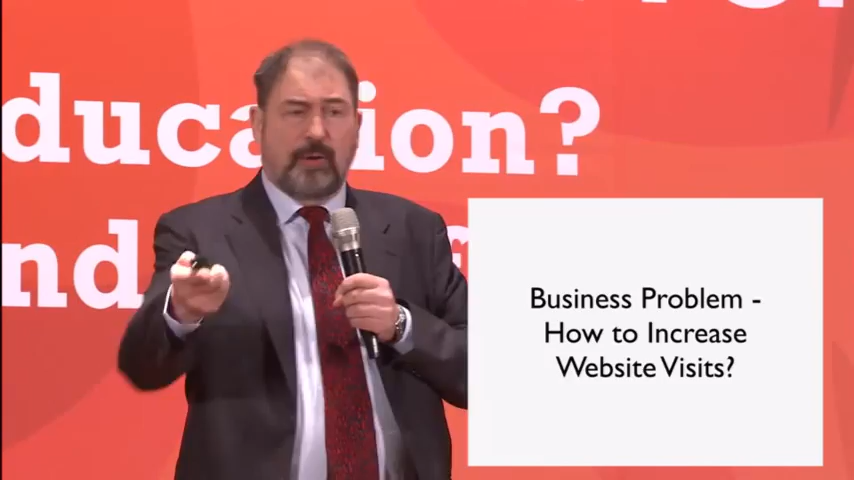 ducation?
nd
Business Problem -
How to Increase
Website Visits?